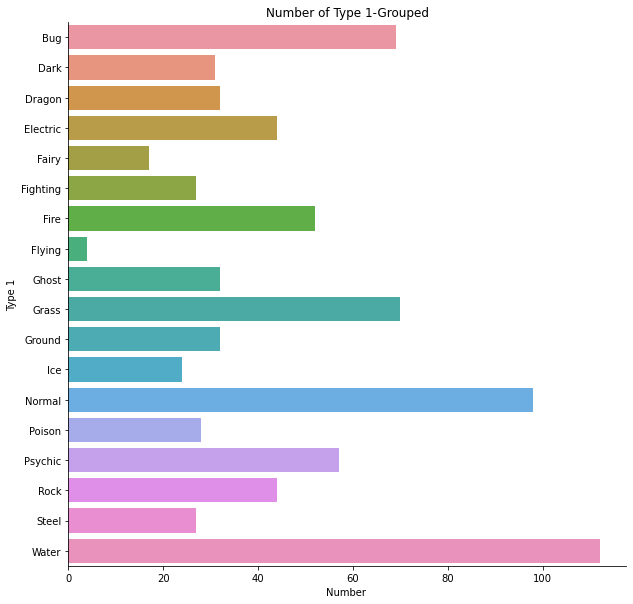 Number of Type 1-Grouped
Bug
Dark
Dragon
Electric
Fairy
Fighting
Fire
Flying
Ghost
Grass
Ground
Ice
Normal
Poison
Psychic
Rock
Steel
Water
Type 1
0 20 40 60 80 100
Number